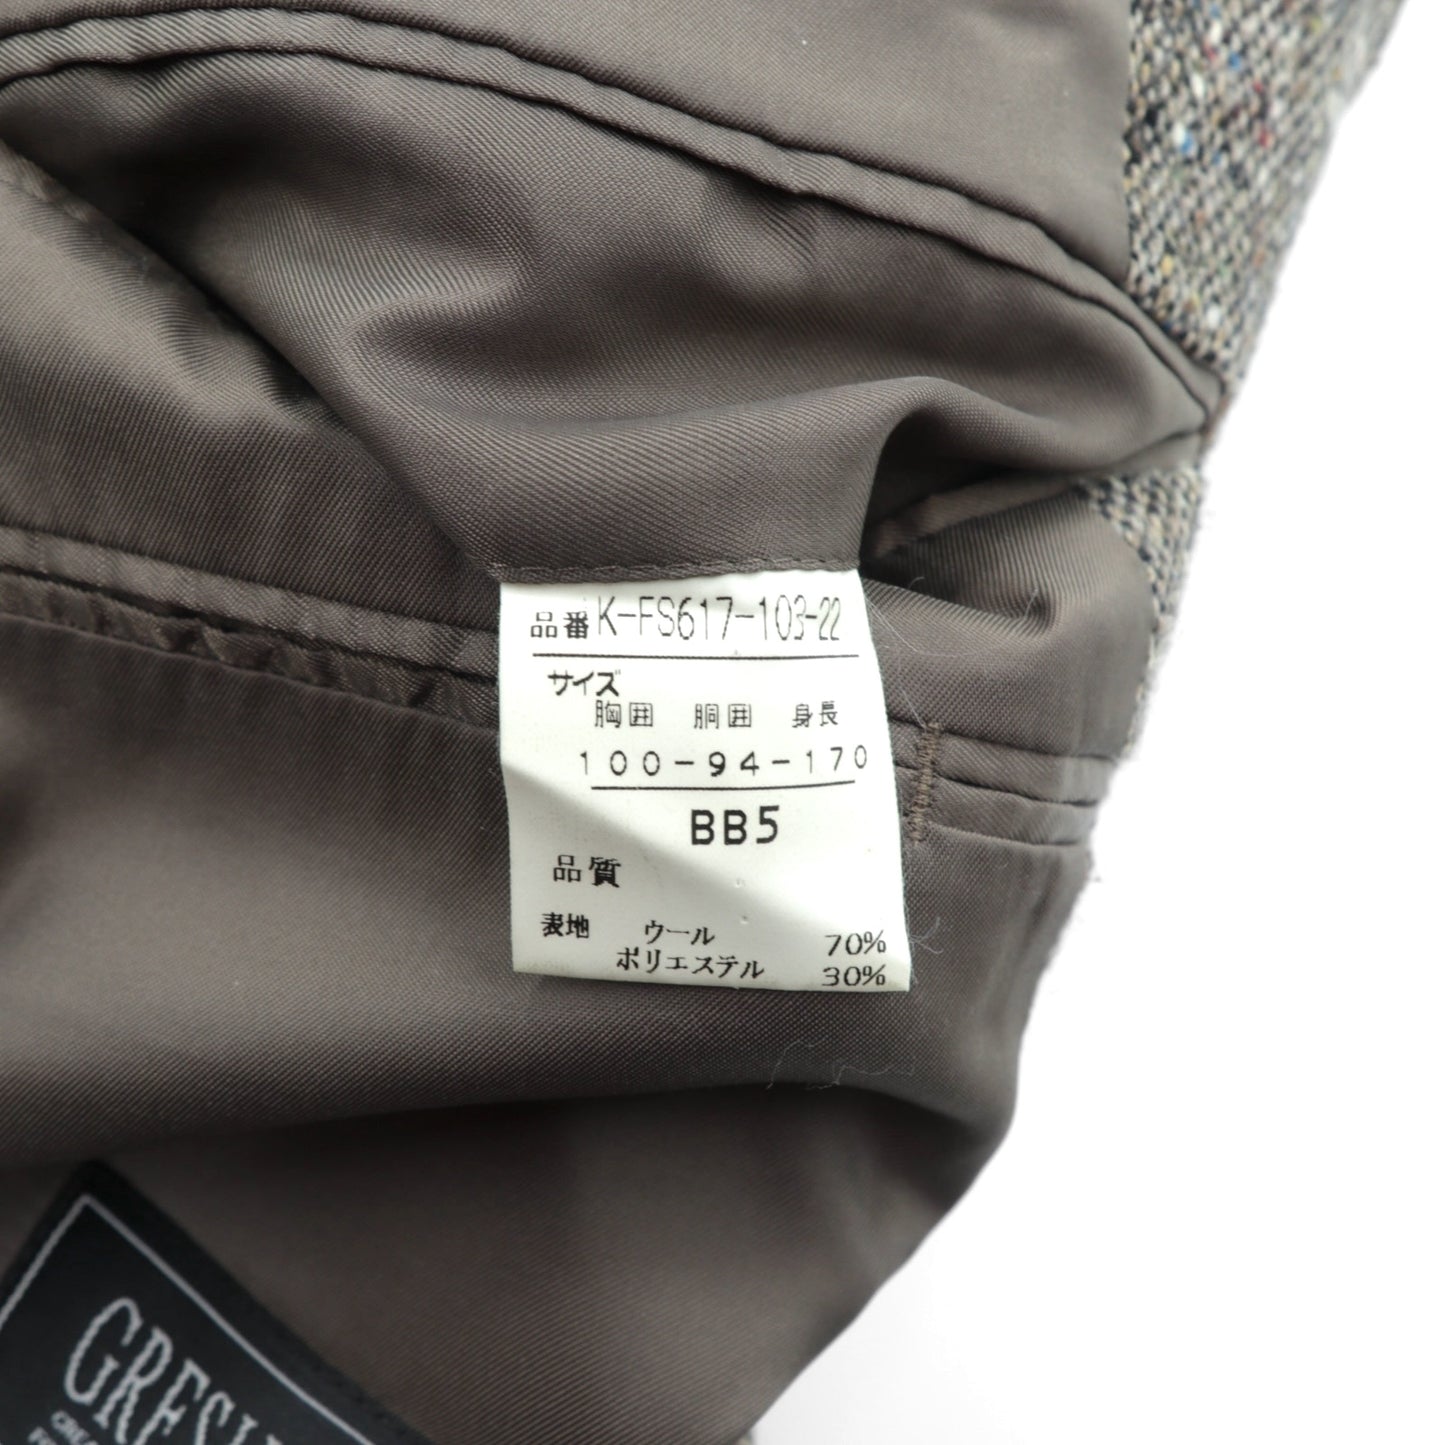 品番 K-FS617-103-22
サイズ
胸囲 胴囲 身長
100-94-170
BB5
品質
表地 ウール 70%
ポリエステル 30%